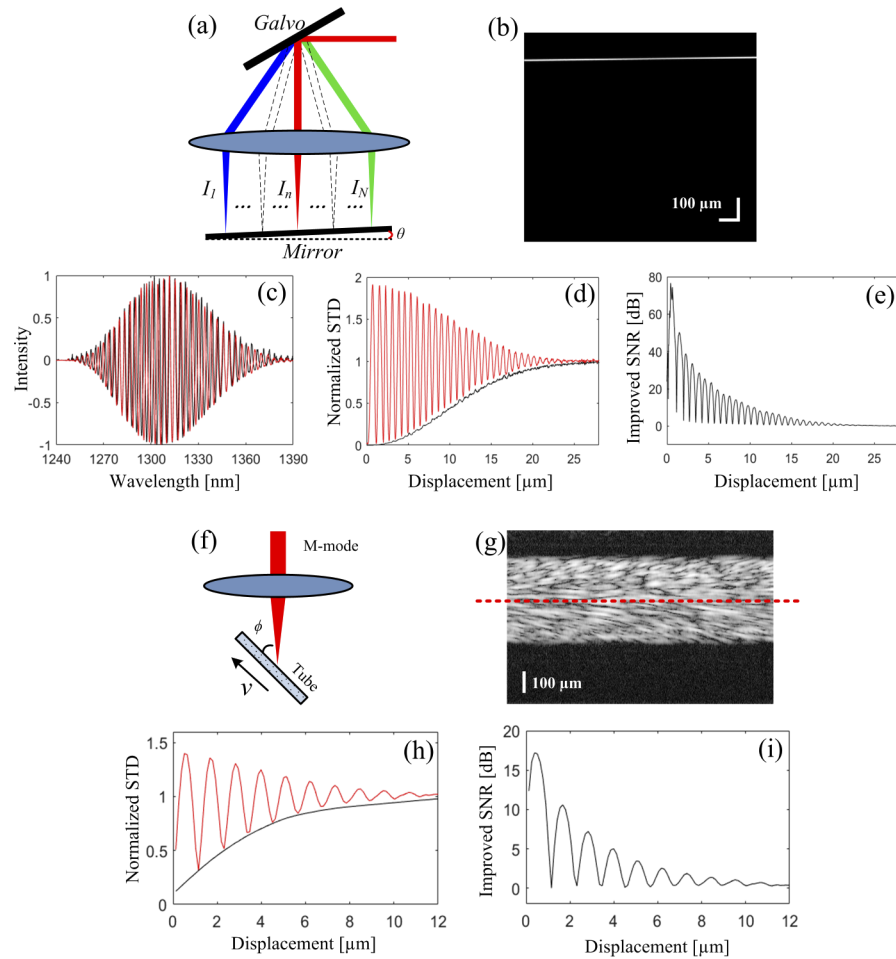 (a)
Galvo
I1
In
IN
... ... ... ...
θ
Mirror
(b)
100 µm
(c)
Intensity
1
0.5
0
-0.5
-1
1240 1270 1300 1330 1360 1390
Wavelength [nm]
(d)
Normalized STD
2
1.5
1
0.5
0
0 5 10 15 20 25
Displacement [µm]
(e)
Improved SNR [dB]
80
60
40
20
0
0 5 10 15 20 25
Displacement [µm]
(f)
M-mode
ϕ
Tube
v
(g)
100 µm
(h)
Normalized STD
1.5
1
0.5
0
0 2 4 6 8 10 12
Displacement [µm]
(i)
Improved SNR [dB]
20
15
10
5
0
0 2 4 6 8 10 12
Displacement [µm]